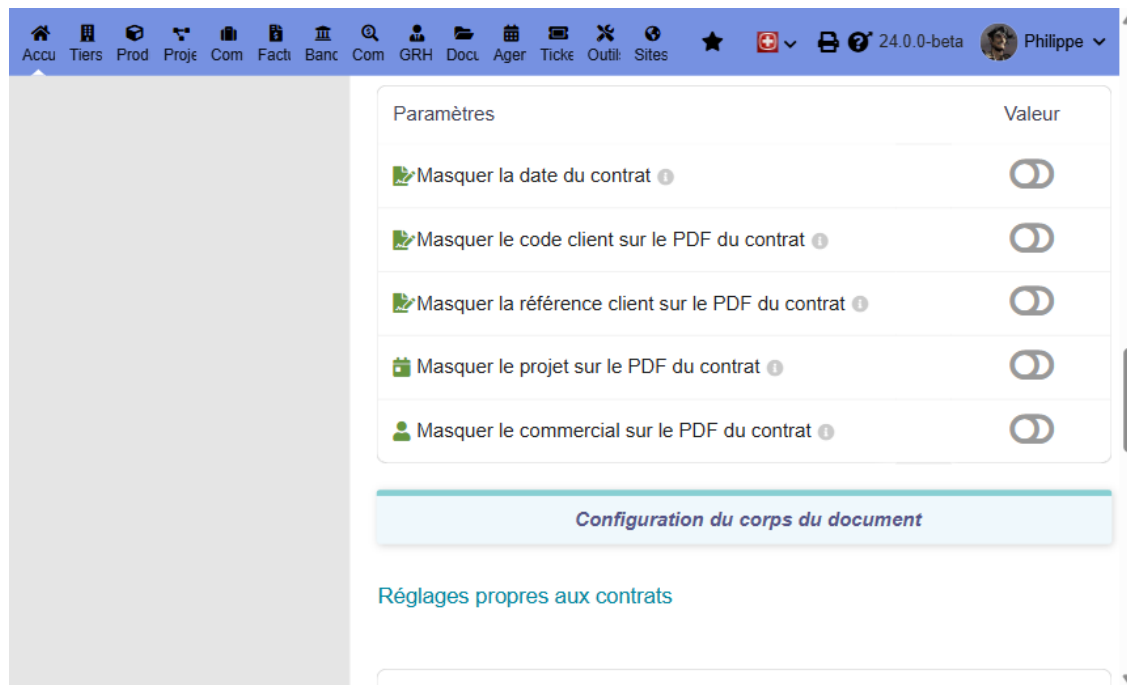 Accu Tiers Prod Proje Com Factu Banc Com GRH Docu Ager Ticke Outil Sites 24.0.0-beta Philippe
Paramètres Valeur
Masquer la date du contrat
Masquer le code client sur le PDF du contrat
Masquer la référence client sur le PDF du contrat
Masquer le projet sur le PDF du contrat
Masquer le commercial sur le PDF du contrat
Configuration du corps du document
Réglages propres aux contrats